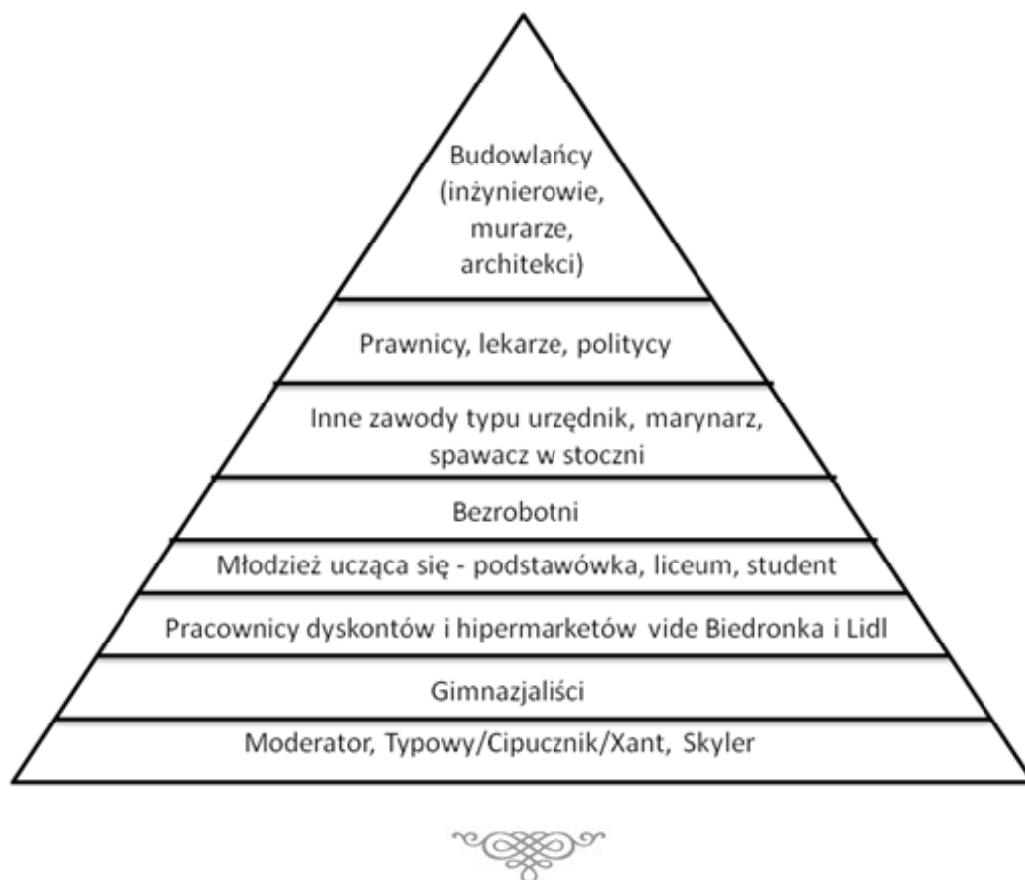 Budowlańcy
(inżynierowie,
murarze,
architekci)
Prawnicy, lekarze, politycy
Inne zawody typu urzędnik, marynarz,
spawacz w stoczni
Bezrobotni
Młodzież ucząca się - podstawówka, liceum, student
Pracownicy dyskontów i hipermarketów vide Biedronka i Lidl
Gimnazjaliści
Moderator, Typowy/Cipucznik/Xant, Skyler